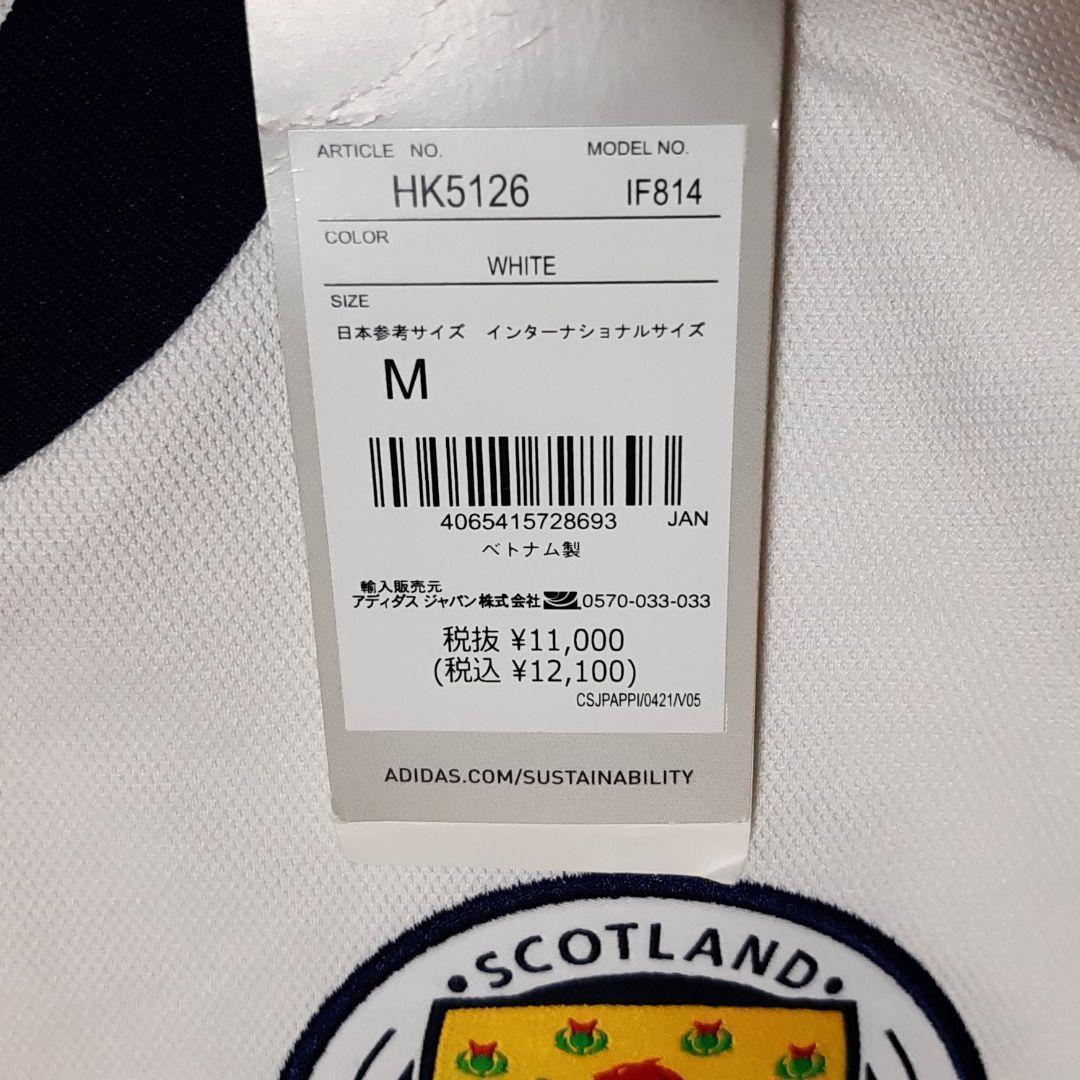 ARTICLE NO. MODEL NO.
HK5126 IF814
COLOR
WHITE
SIZE
日本参考サイズ インターナショナルサイズ
M
4065415728693 JAN
ベトナム製
輸入販売元
アディダス ジャパン株式会社 0570-033-033
税抜 ¥11,000
(税込 ¥12,100)
CSJPAPPI/0421/V05
ADIDAS.COM/SUSTAINABILITY
•SCOTLAND•